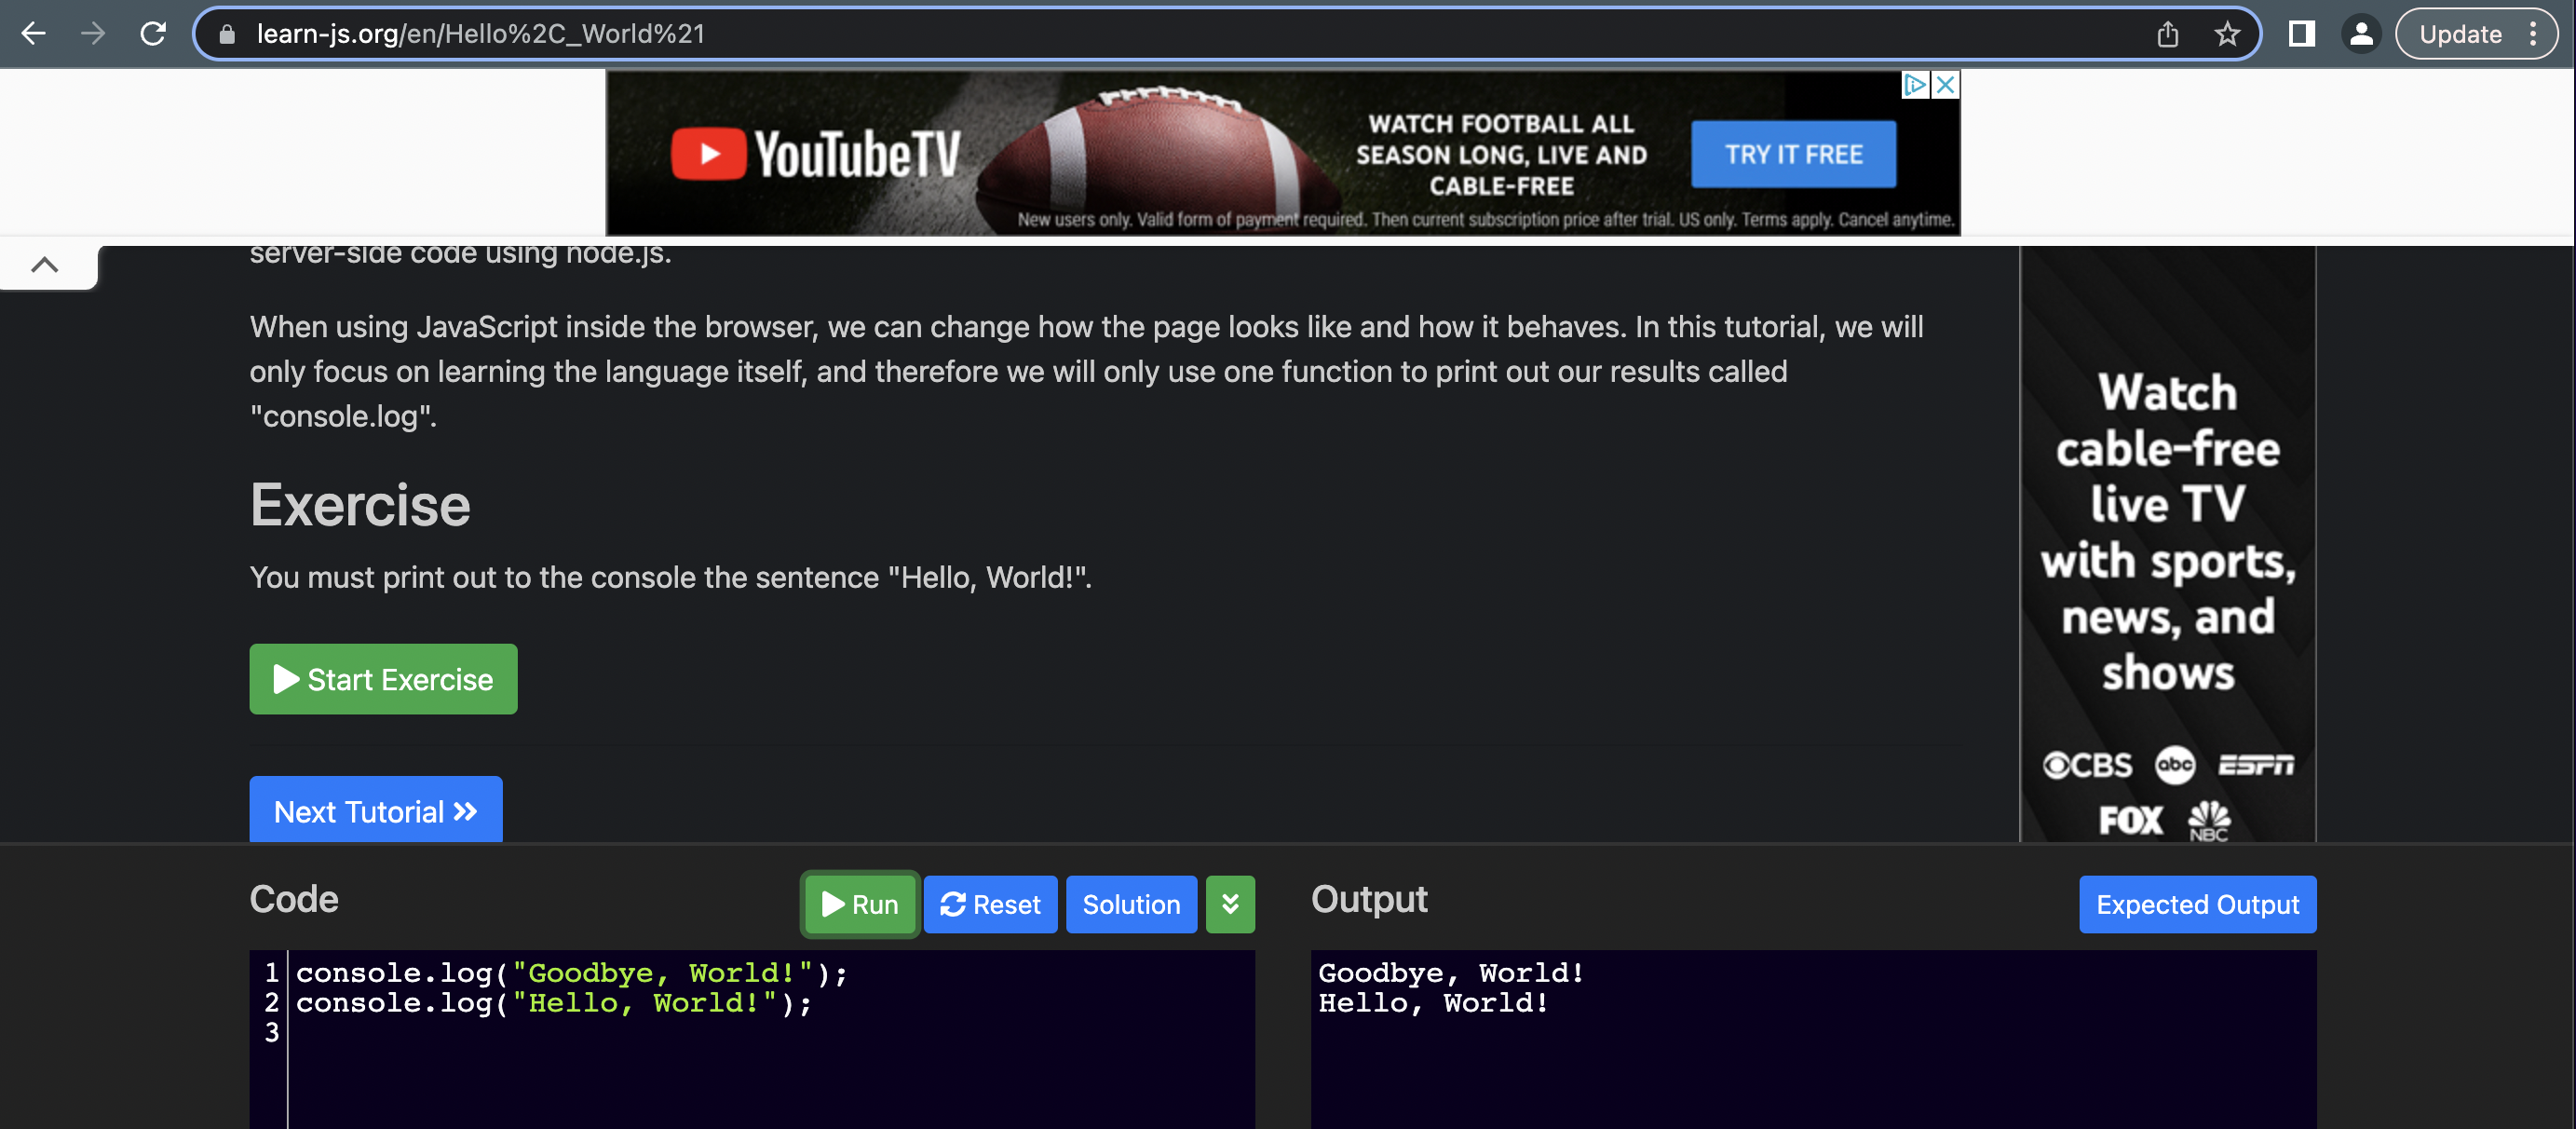 learn-js.org/en/Hello%2C_World%21
Update
YouTubeTV
WATCH FOOTBALL ALL
SEASON LONG, LIVE AND
CABLE-FREE
TRY IT FREE
New users only. Valid form of payment required. Then current subscription price after trial. US only. Terms apply. Cancel anytime.
server-side code using node.js.
When using JavaScript inside the browser, we can change how the page looks like and how it behaves. In this tutorial, we will
only focus on learning the language itself, and therefore we will only use one function to print out our results called
"console.log".
Exercise
You must print out to the console the sentence "Hello, World!".
Start Exercise
Next Tutorial
Watch
cable-free
live TV
with sports,
news, and
shows
CBS abc ESPN
FOX NBC
Code
Run
Reset
Solution
Output
Expected Output
1 console.log("Goodbye, World!");
2 console.log("Hello, World!");
3
Goodbye, World!
Hello, World!